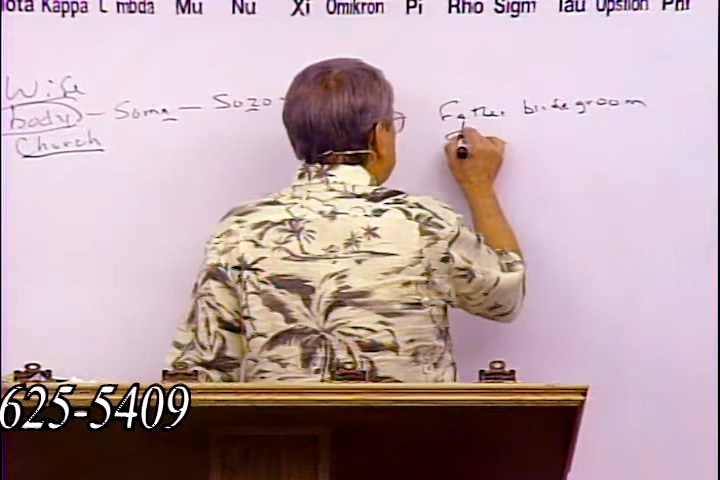 Iota Kappa Lambda Mu Nu Xi Omikron Pi Rho Sigm Tau Upsilon Phi
Wife
body - Soma - Sozo
Father bridegroom
Church
625-5409